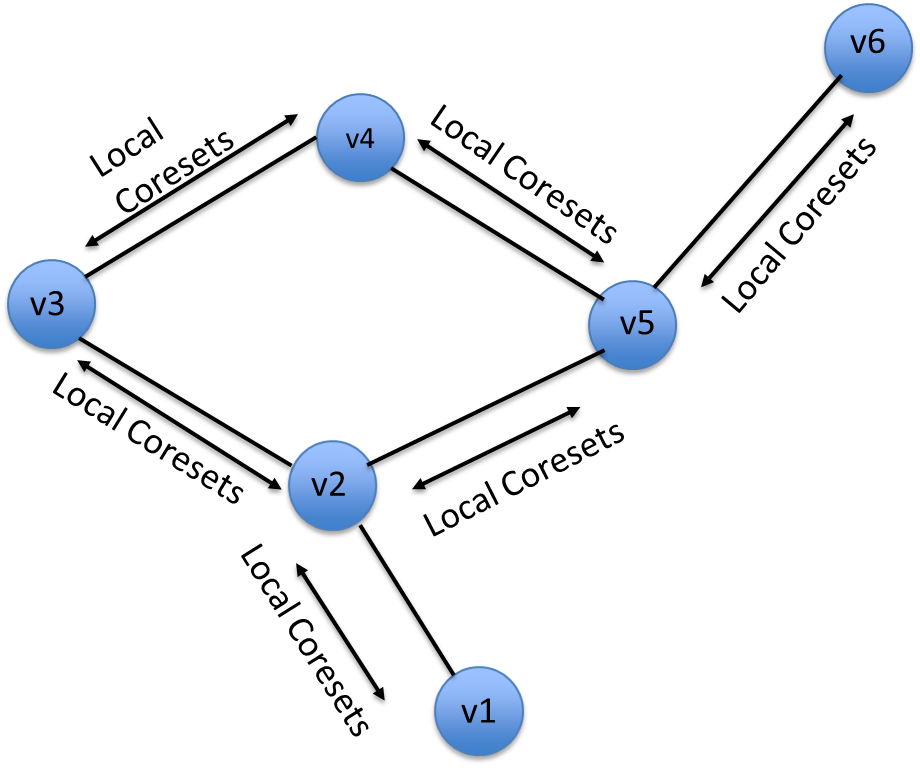 v6
Local
Coresets
v4
Local Coresets
Local Coresets
v3
v5
Local Coresets
v2
Local Coresets
Local Coresets
v1